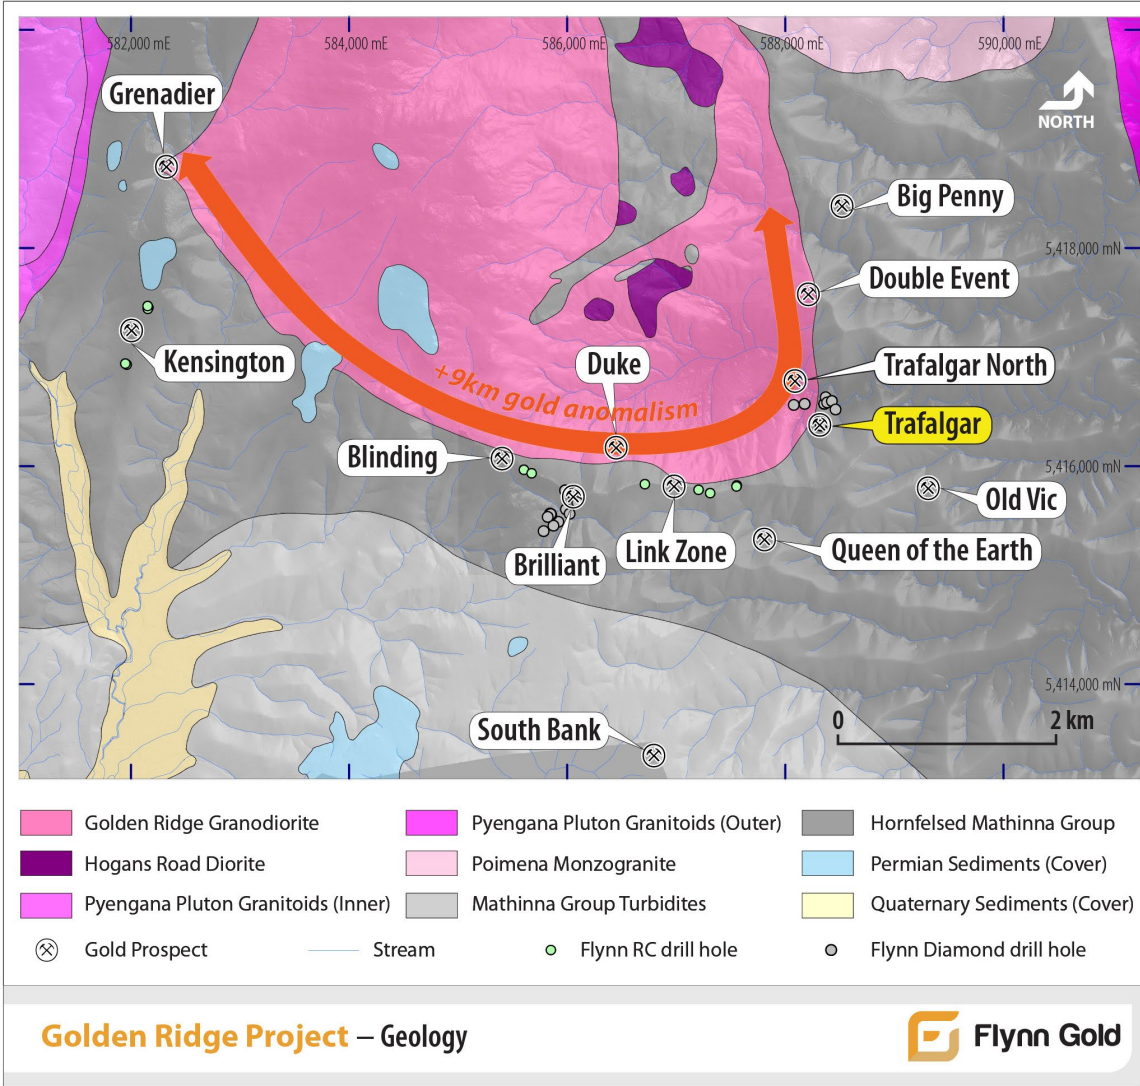 582,000 mE
584,000 mE
586,000 mE
588,000 mE
590,000 mE
Grenadier
NORTH
Big Penny
5,418,000 mN
Double Event
Kensington
Duke
Trafalgar North
+9km gold anomalism
Trafalgar
Blinding
5,416,000 mN
Old Vic
Brilliant
Link Zone
Queen of the Earth
5,414,000 mN
South Bank
0 2 km
Golden Ridge Granodiorite
Pyengana Pluton Granitoids (Outer)
Hornfelsed Mathinna Group
Hogans Road Diorite
Poimena Monzogranite
Permian Sediments (Cover)
Pyengana Pluton Granitoids (Inner)
Mathinna Group Turbidites
Quaternary Sediments (Cover)
Gold Prospect
Stream
Flynn RC drill hole
Flynn Diamond drill hole
Golden Ridge Project – Geology
Flynn Gold